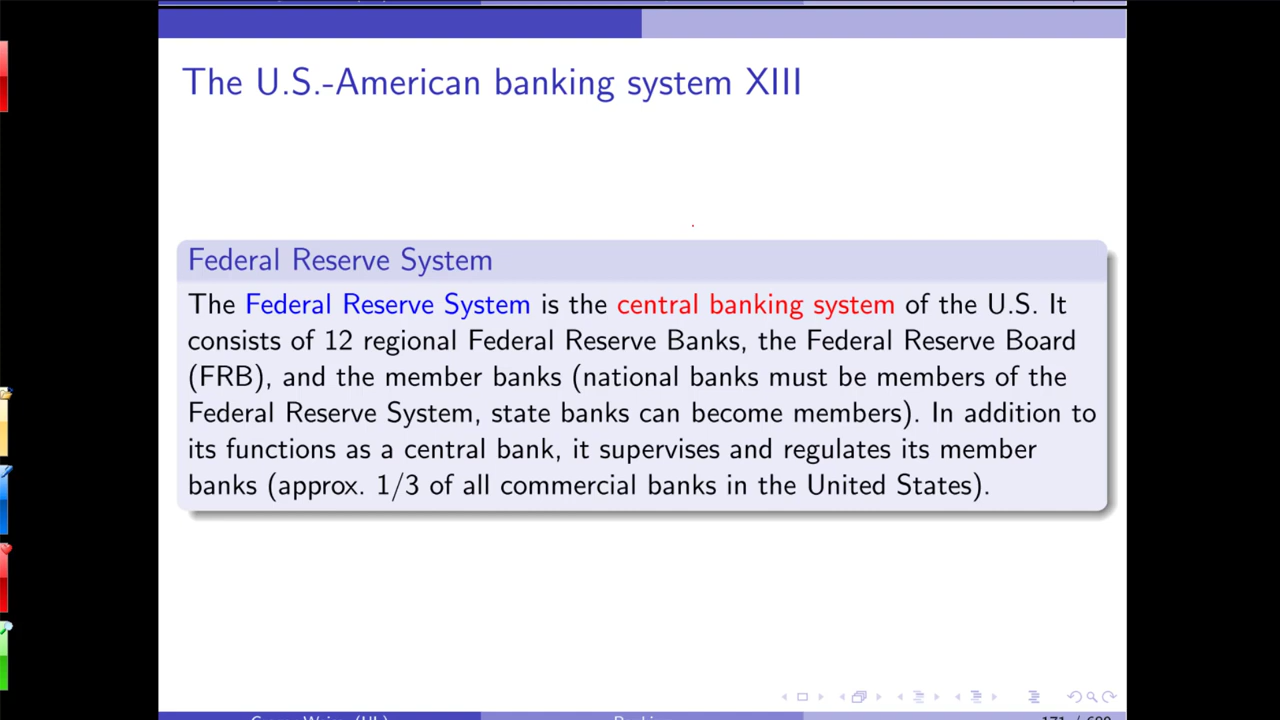 The U.S.-American banking system XIII
Federal Reserve System
The Federal Reserve System is the central banking system of the U.S. It
consists of 12 regional Federal Reserve Banks, the Federal Reserve Board
(FRB), and the member banks (national banks must be members of the
Federal Reserve System, state banks can become members). In addition to
its functions as a central bank, it supervises and regulates its member
banks (approx. 1/3 of all commercial banks in the United States).